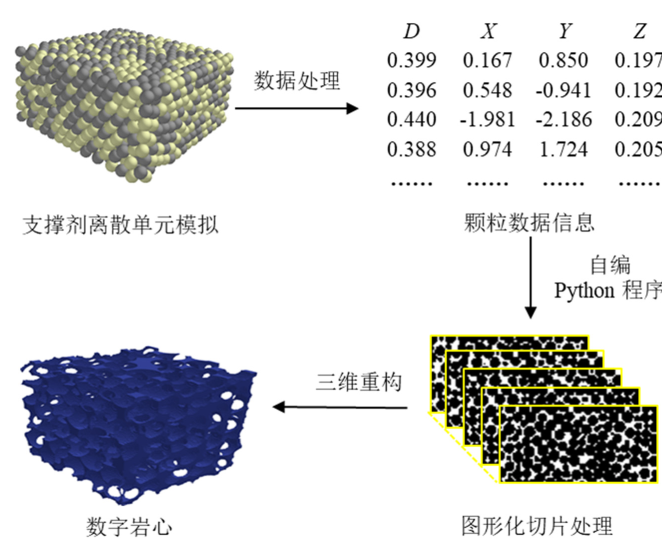 D X Y Z
0.399 0.167 0.850 0.197
0.396 0.548 -0.941 0.192
0.440 -1.981 -2.186 0.209
0.388 0.974 1.724 0.205
…… …… …… ……
数据处理
支撑剂离散单元模拟
颗粒数据信息
自编
Python 程序
三维重构
数字岩心
图形化切片处理